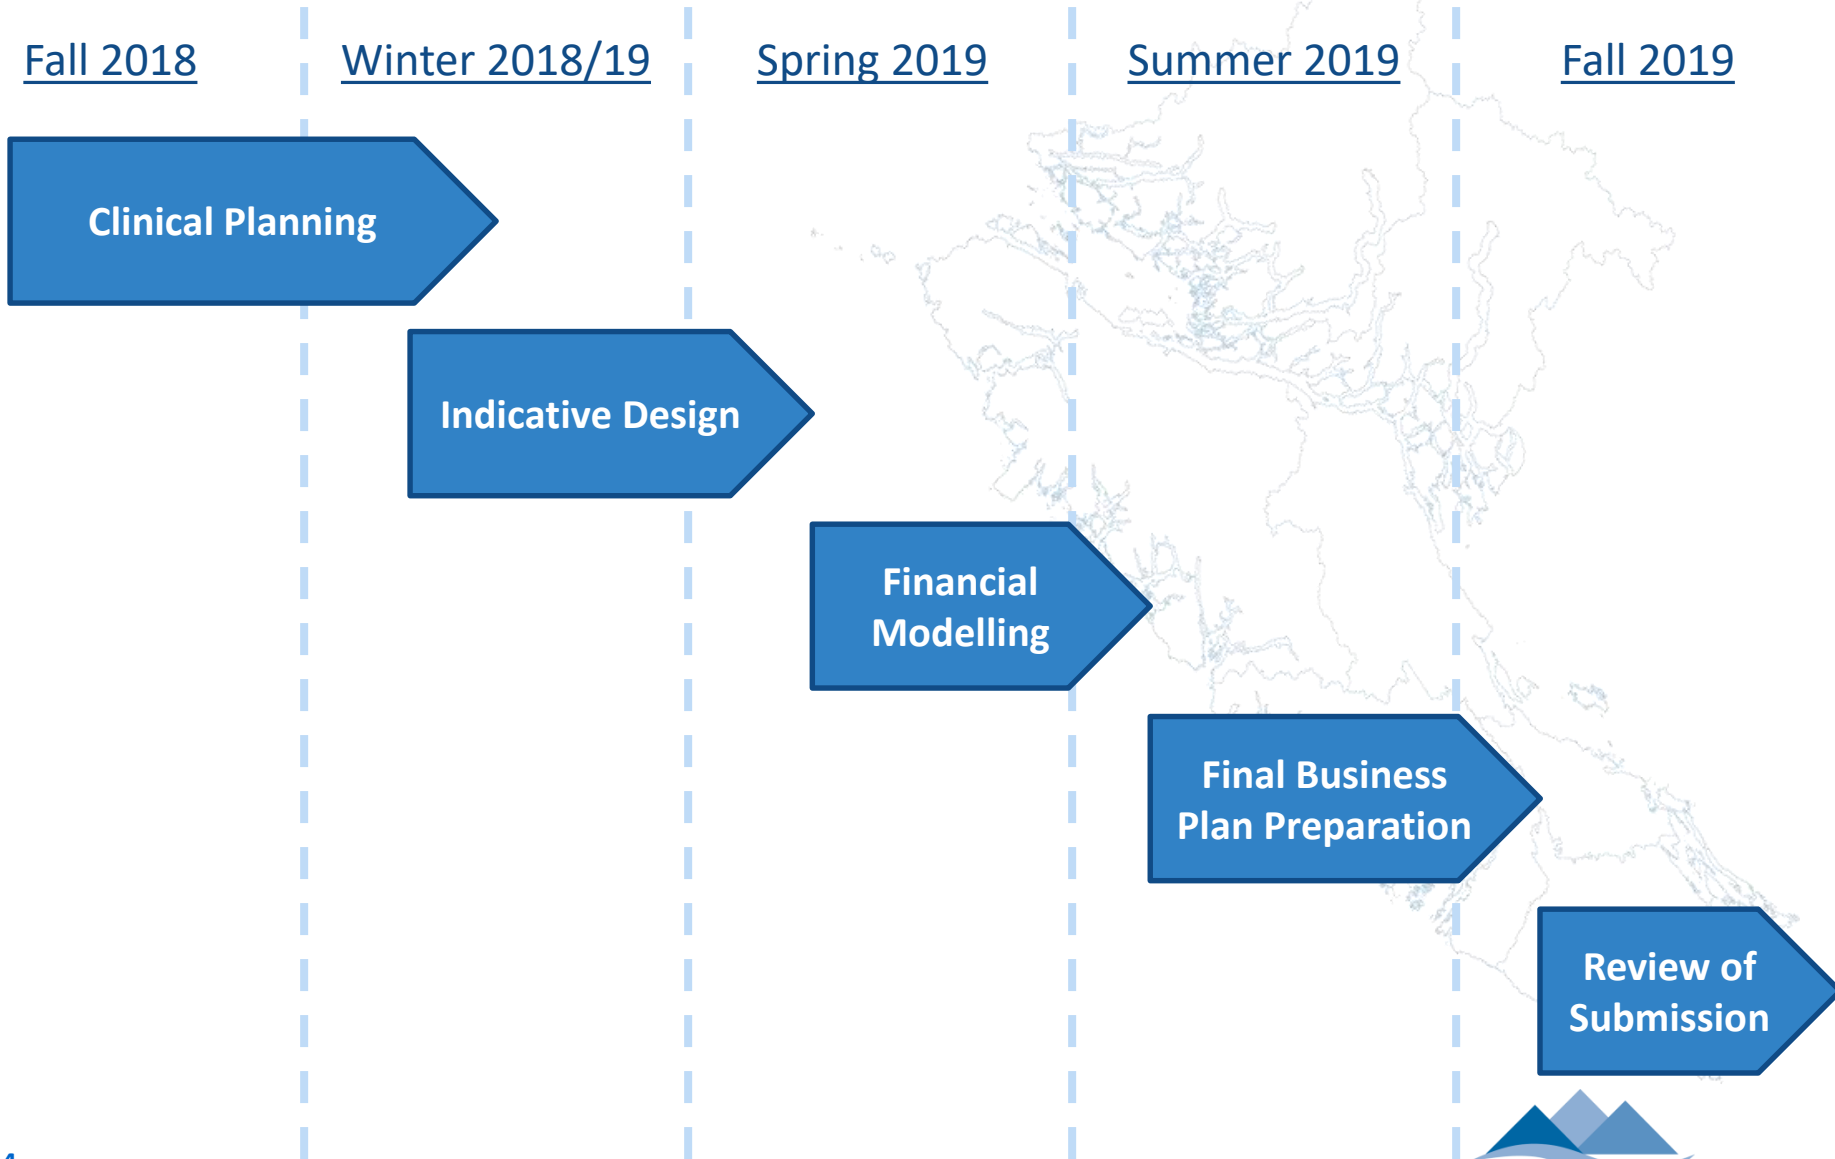 Fall 2018
Winter 2018/19
Spring 2019
Summer 2019
Fall 2019
Clinical Planning
Indicative Design
Financial
Modelling
Final Business
Plan Preparation
Review of
Submission